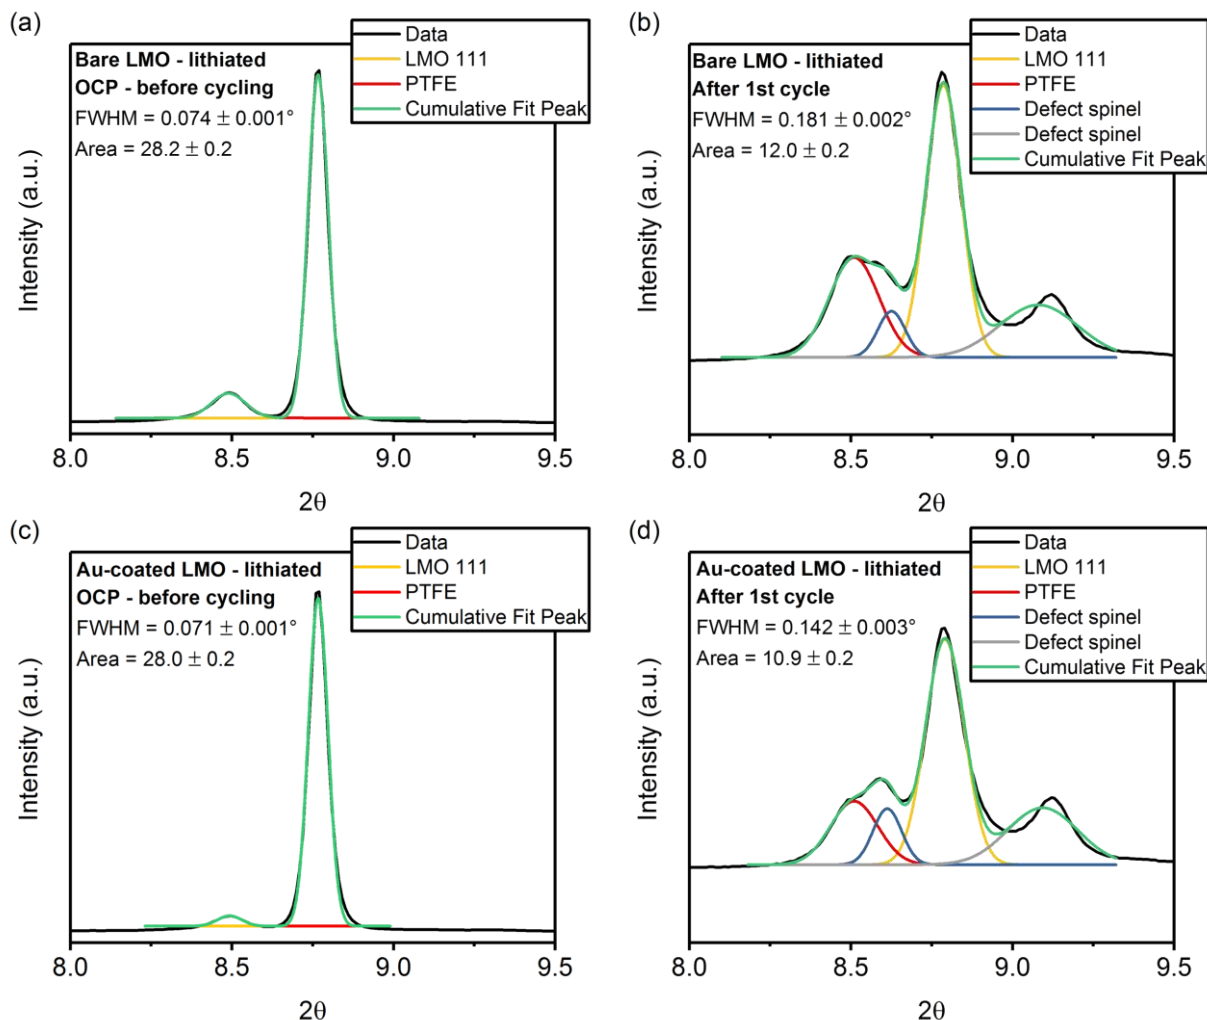 (a)
Bare LMO - lithiated
OCP - before cycling
FWHM = 0.074 ± 0.001°
Area = 28.2 ± 0.2
Data
LMO 111
PTFE
Cumulative Fit Peak
Intensity (a.u.)
8.0 8.5 9.0 9.5
2θ
(b)
Bare LMO - lithiated
After 1st cycle
FWHM = 0.181 ± 0.002°
Area = 12.0 ± 0.2
Data
LMO 111
PTFE
Defect spinel
Defect spinel
Cumulative Fit Peak
Intensity (a.u.)
8.0 8.5 9.0 9.5
2θ
(c)
Au-coated LMO - lithiated
OCP - before cycling
FWHM = 0.071 ± 0.001°
Area = 28.0 ± 0.2
Data
LMO 111
PTFE
Cumulative Fit Peak
Intensity (a.u.)
8.0 8.5 9.0 9.5
2θ
(d)
Au-coated LMO - lithiated
After 1st cycle
FWHM = 0.142 ± 0.003°
Area = 10.9 ± 0.2
Data
LMO 111
PTFE
Defect spinel
Defect spinel
Cumulative Fit Peak
Intensity (a.u.)
8.0 8.5 9.0 9.5
2θ